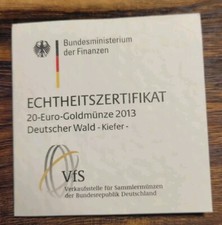 Bundesministerium
der Finanzen
ECHTHEITSZERTIFIKAT
20-Euro-Goldmünze 2013
Deutscher Wald - Kiefer -
VfS
Verkaufsstelle für Sammlermünzen
der Bundesrepublik Deutschland